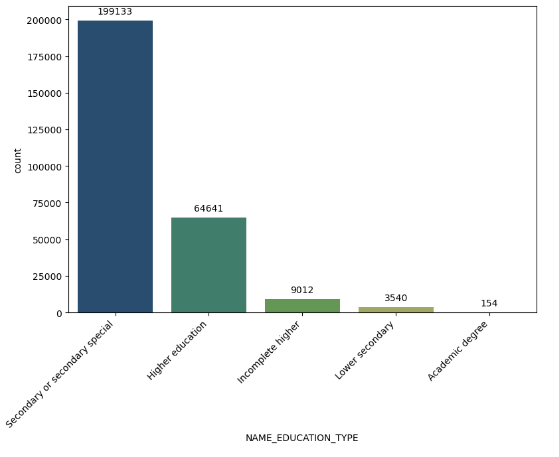 199133
200000
175000
150000
125000
100000
75000
50000
25000
0
count
64641
9012
3540
154
Secondary or secondary special
Higher education
Incomplete higher
Lower secondary
Academic degree
NAME_EDUCATION_TYPE